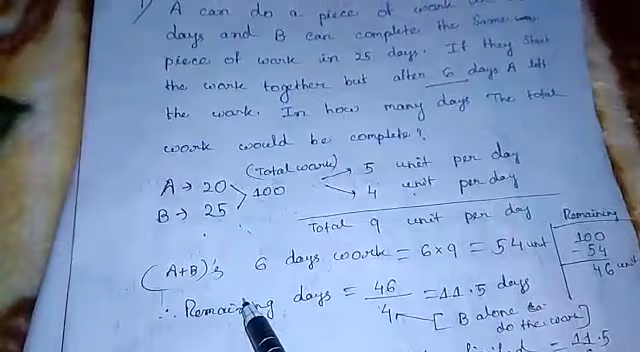 1) A can do a piece of work
days and B can complete the same
piece of work in 25 days. If they start
the work together but after 6 days A left
the work. In how many days The total
work would be complete?
(Total work)
A → 20
B → 25
100
→ 5 unit per day
→ 4 unit per day
Total 9 unit per day
(A+B)'s 6 days work = 6×9 = 54 unit
Remaining
100
- 54
46 unit
∴ Remaining days = 46/4 = 11.5 days
[B alone
do the work]
= 11.5